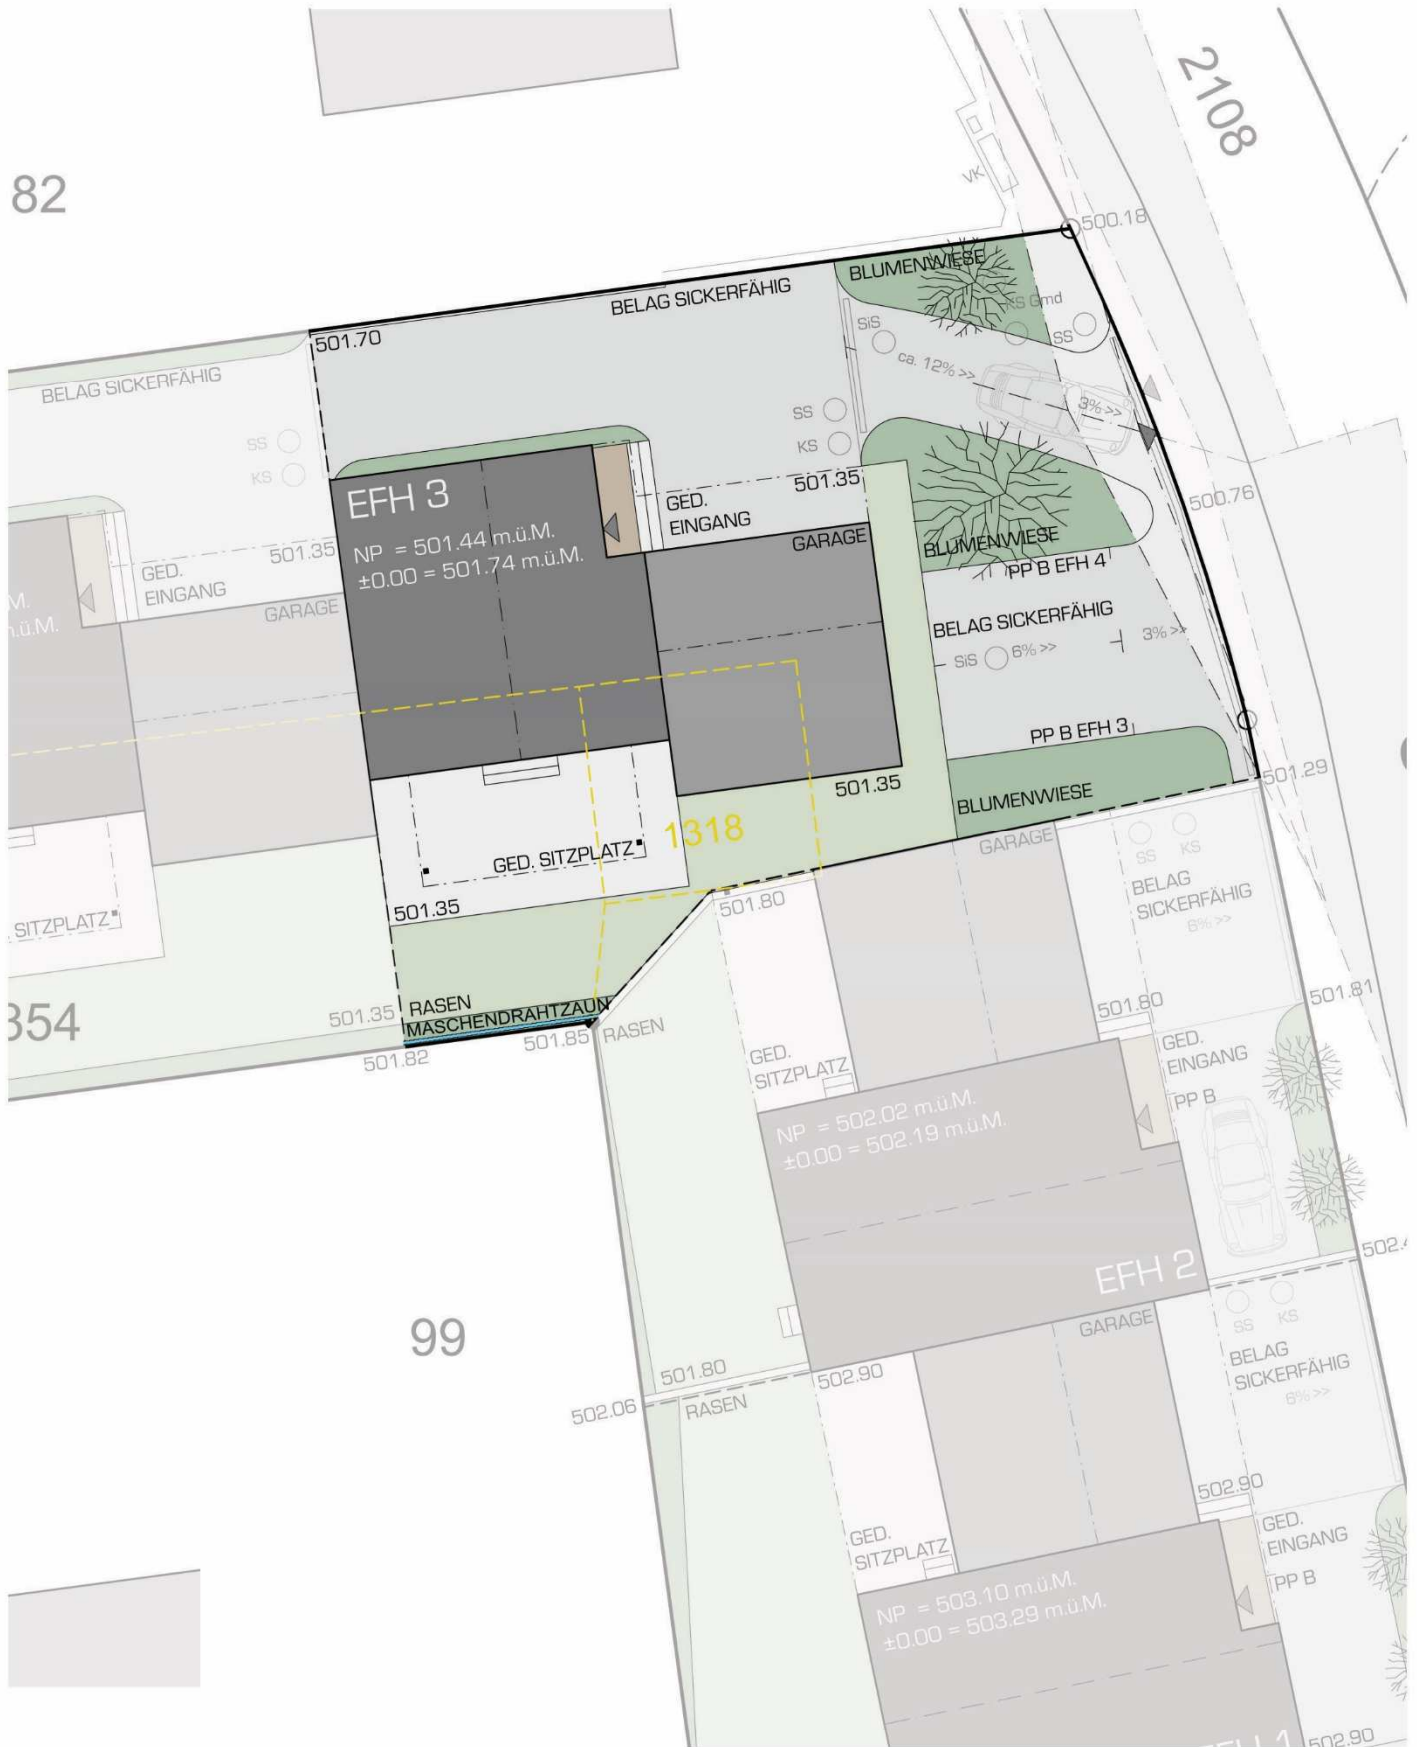 2108
82
VK
500.18
BLUMENWIESE
BELAG SICKERFÄHIG
KS Gmd
SiS
SS
501.70
ca. 12% >>
BELAG SICKERFÄHIG
3% >>
SS
KS
SS
KS
501.35
EFH 3
NP = 501.44 m.ü.M.
±0.00 = 501.74 m.ü.M.
GED.
EINGANG
GARAGE
500.76
BLUMENWIESE
PP B EFH 4
501.35
GED.
EINGANG
GARAGE
M.
n.ü.M.
BELAG SICKERFÄHIG
SiS
6% >>
3% >>
PP B EFH 3
501.29
501.35
BLUMENWIESE
1318
GED. SITZPLATZ
GARAGE
SS
KS
BELAG
SICKERFÄHIG
6% >>
501.35
501.80
SITZPLATZ
354
501.35
RASEN
MASCHENDRAHTZAUN
501.82
501.85
RASEN
501.81
501.80
GED.
SITZPLATZ
GED.
EINGANG
PP B
NP = 502.02 m.ü.M.
±0.00 = 502.19 m.ü.M.
EFH 2
502.4
99
SS
KS
GARAGE
BELAG
SICKERFÄHIG
6% >>
501.80
502.90
502.06
RASEN
502.90
GED.
SITZPLATZ
GED.
EINGANG
PP B
NP = 503.10 m.ü.M.
±0.00 = 503.29 m.ü.M.
502.90